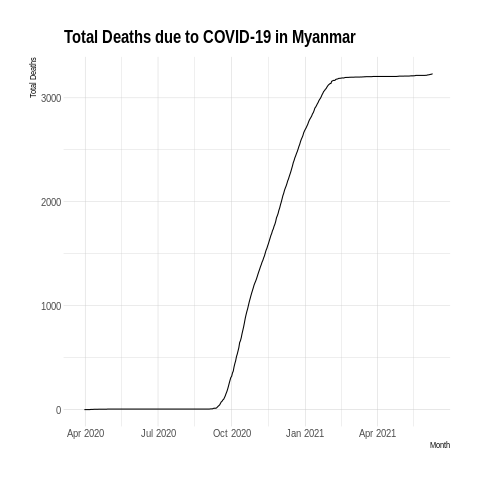 Total Deaths due to COVID-19 in Myanmar
Total Deaths
3000
2000
1000
0
Apr 2020 Jul 2020 Oct 2020 Jan 2021 Apr 2021
Month